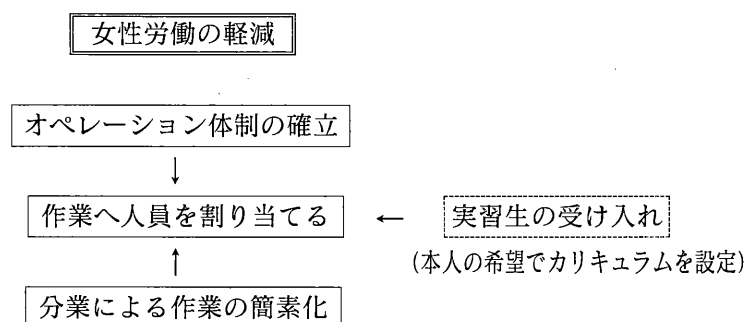 女性労働の軽減
オペレーション体制の確立
↓
作業へ人員を割り当てる ← 実習生の受け入れ
↑ (本人の希望でカリキュラムを設定)
分業による作業の簡素化